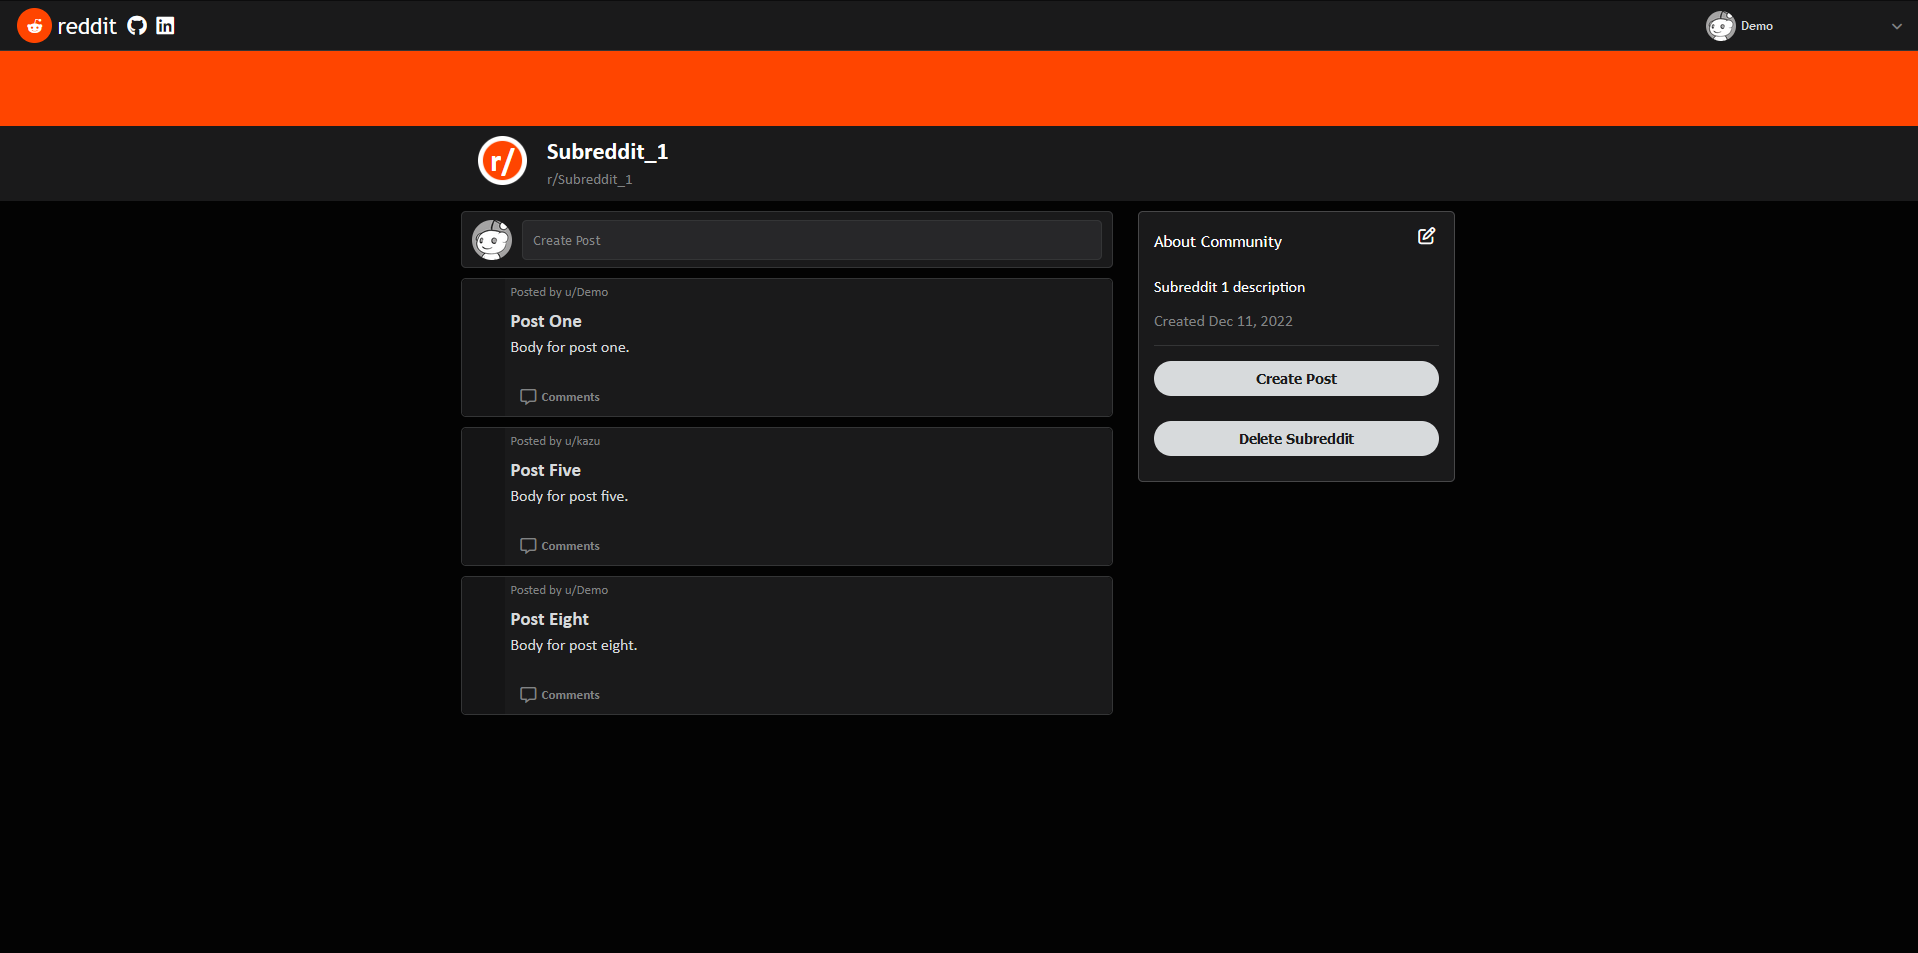 reddit
Demo
r/
Subreddit_1
r/Subreddit_1
Create Post
Posted by u/Demo
Post One
Body for post one.
Comments
Posted by u/kazu
Post Five
Body for post five.
Comments
Posted by u/Demo
Post Eight
Body for post eight.
Comments
About Community
Subreddit 1 description
Created Dec 11, 2022
Create Post
Delete Subreddit